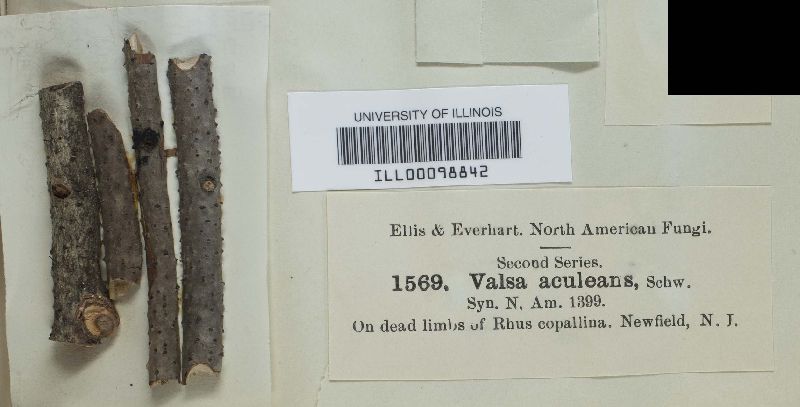 UNIVERSITY OF ILLINOIS
ILL00098842
Ellis & Everhart. North American Fungi.
Second Series.
1569. Valsa aculeans, Schw.
Syn. N. Am. 1399.
On dead limbs of Rhus copallina. Newfield, N. J.